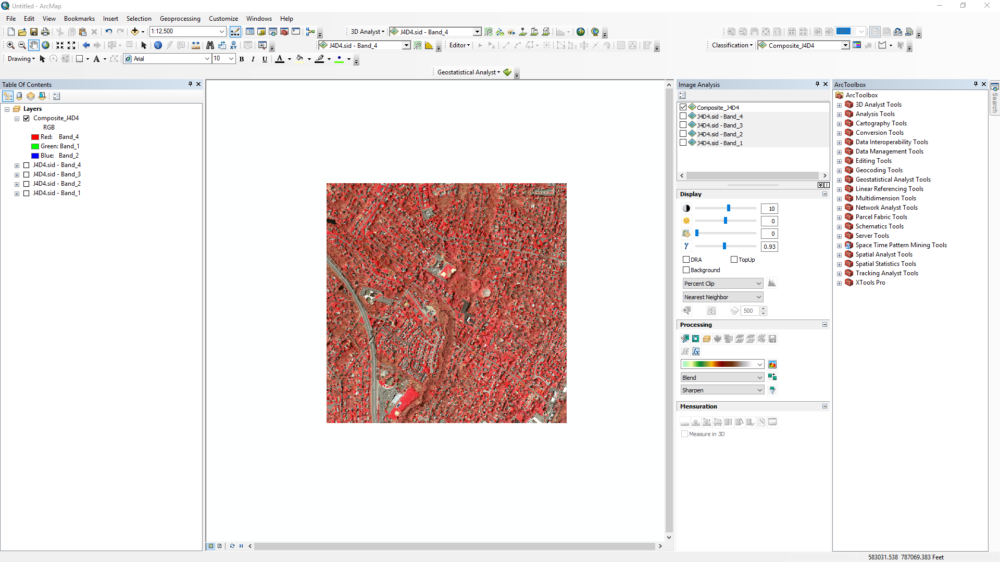 Untitled - ArcMap
File Edit View Bookmarks Insert Selection Geoprocessing Customize Windows Help
1:12,500
3D Analyst
J4D4.sid - Band_4
100%
J4D4.sid - Band_4
Editor
Classification
Composite_J4D4
Drawing
A
Arial
10
B I U A
Geostatistical Analyst
Table Of Contents
Layers
Composite_J4D4
RGB
Red: Band_4
Green: Band_1
Blue: Band_2
J4D4.sid - Band_4
J4D4.sid - Band_3
J4D4.sid - Band_2
J4D4.sid - Band_1
Image Analysis
Composite_J4D4
J4D4.sid - Band_4
J4D4.sid - Band_3
J4D4.sid - Band_2
J4D4.sid - Band_1
Display
10
0
0
γ 0.93
DRA TopUp
Background
Percent Clip
Nearest Neighbor
500
Processing
Blend
Sharpen
Mensuration
Measure in 3D
ArcToolbox
ArcToolbox
3D Analyst Tools
Analysis Tools
Cartography Tools
Conversion Tools
Data Interoperability Tools
Data Management Tools
Editing Tools
Geocoding Tools
Geostatistical Analyst Tools
Linear Referencing Tools
Multidimension Tools
Network Analyst Tools
Parcel Fabric Tools
Schematics Tools
Server Tools
Space Time Pattern Mining Tools
Spatial Analyst Tools
Spatial Statistics Tools
Tracking Analyst Tools
XTools Pro
Search
583031.538 787069.383 Feet